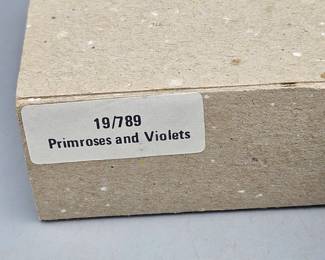 19/789
Primroses and Violets